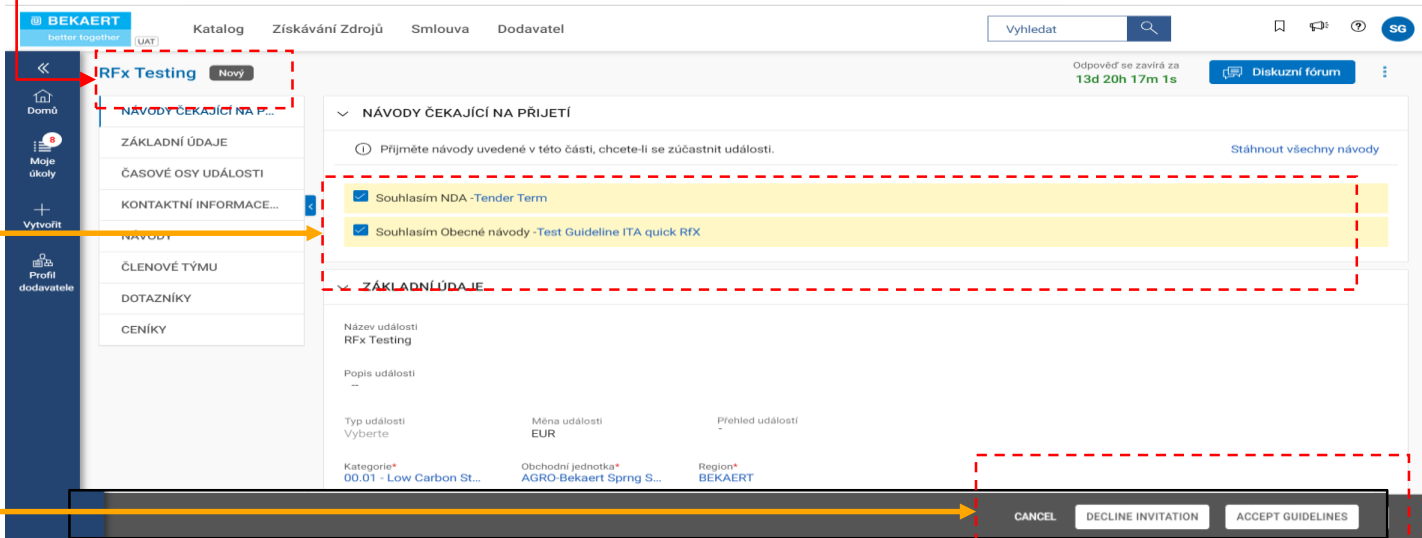 BEKAERT
better together
UAT
Katalog
Získávání Zdrojů
Smlouva
Dodavatel
Vyhledat
SG
RFx Testing
Nový
Odpověď se zavírá za
13d 20h 17m 1s
Diskuzní fórum
Domů
8
Moje
úkoly
Vytvořit
Profil
dodavatele
NÁVODY ČEKAJÍCÍ NA P...
ZÁKLADNÍ ÚDAJE
ČASOVÉ OSY UDÁLOSTI
KONTAKTNÍ INFORMACE...
NÁVODY
ČLENOVÉ TÝMU
DOTAZNÍKY
CENÍKY
NÁVODY ČEKAJÍCÍ NA PŘIJETÍ
Přijměte návody uvedené v této části, chcete-li se zúčastnit události.
Stáhnout všechny návody
Souhlasím NDA -Tender Term
Souhlasím Obecné návody -Test Guideline ITA quick RfX
ZÁKLADNÍ ÚDAJE
Název události
RFx Testing
Popis události
--
Typ události
Vyberte
Měna události
EUR
Přehled událostí
-
Kategorie*
00.01 - Low Carbon St...
Obchodní jednotka*
AGRO-Bekaert Sprng S...
Region*
BEKAERT
CANCEL
DECLINE INVITATION
ACCEPT GUIDELINES